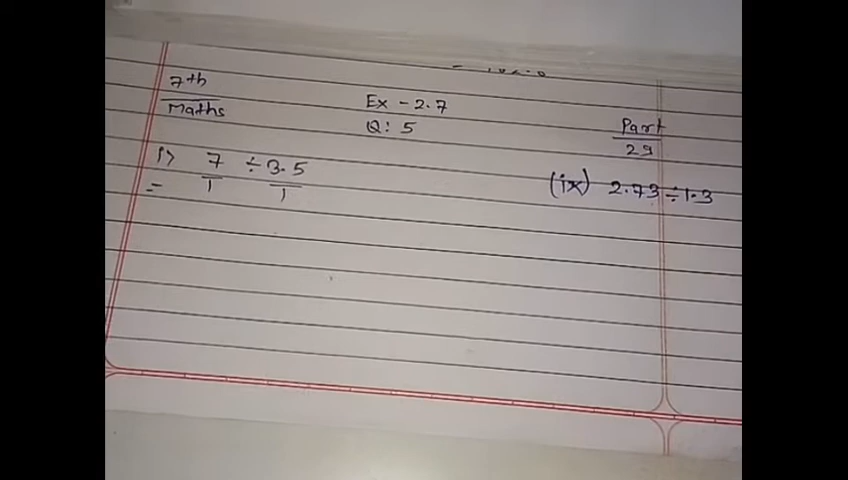 7th
Maths
Ex - 2.7
Q: 5
Part
29
i> 7/1 ÷ 3.5/1
=
(ix) 2.73 ÷ 1.3